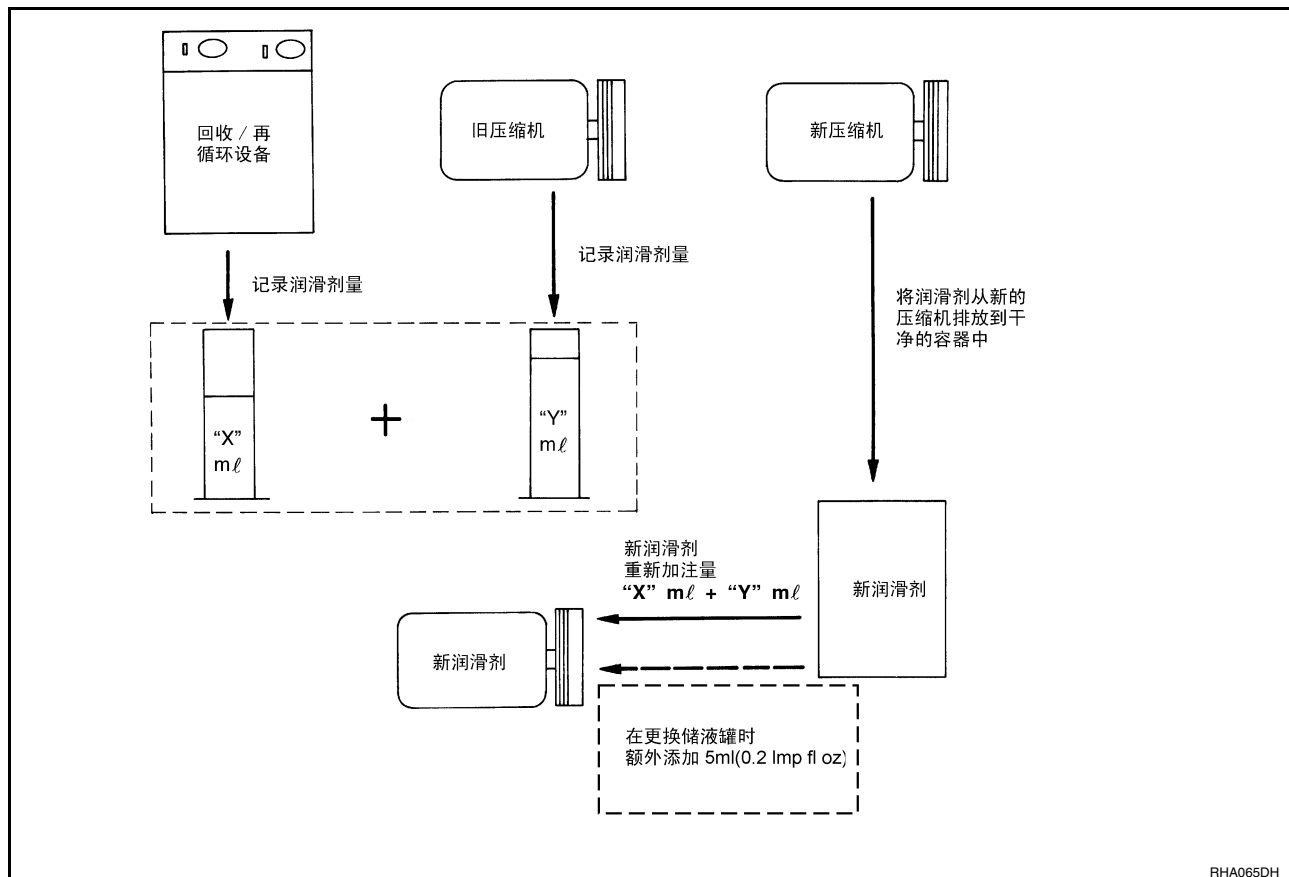 回收 / 再
循环设备
旧压缩机
新压缩机
记录润滑剂量
记录润滑剂量
将润滑剂从新的
压缩机排放到干
净的容器中
“X”
mℓ
+
“Y”
mℓ
新润滑剂
重新加注量
“X” mℓ + “Y” mℓ
新润滑剂
新润滑剂
在更换储液罐时
额外添加 5ml(0.2 lmp fl oz)
RHA065DH